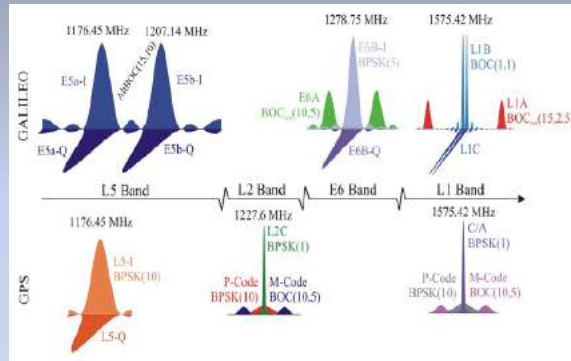 1176.45 MHz
1207.14 MHz
1278.75 MHz
1575.42 MHz
GALILEO
E5a-I
AltBOC(15,10)
E5b-I
E6B-I
BPSK(5)
E6A
BOC(10,5)
L1B
BOC(1,1)
L1A
BOC(15,2.5)
E5a-Q
E5b-Q
E6B-Q
L1C
L5 Band
L2 Band
E6 Band
L1 Band
GPS
1176.45 MHz
1227.6 MHz
1575.42 MHz
L5-I
BPSK(10)
L5-Q
L2C
BPSK(1)
P-Code
BPSK(10)
M-Code
BOC(10,5)
C/A
BPSK(1)
P-Code
BPSK(10)
M-Code
BOC(10,5)